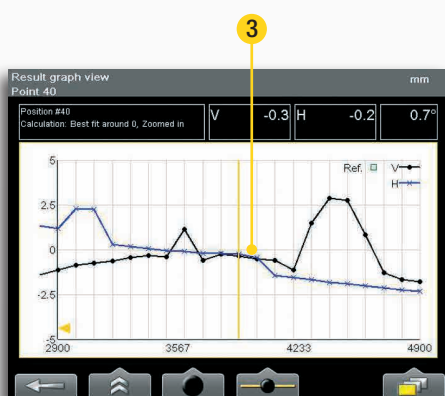 3
Result graph view
mm
Point 40
Position #40
Calculation: Best fit around 0, Zoomed in
V -0.3
H -0.2
0.7°
Ref. V
H
5
2.5
0
-2.5
-5
2900 3567 4233 4900